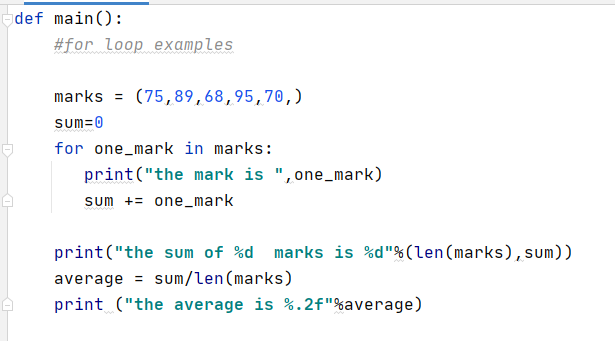 def main():
    #for loop examples

    marks = (75,89,68,95,70,)
    sum=0
    for one_mark in marks:
       print("the mark is ",one_mark)
       sum += one_mark

    print("the sum of %d  marks is %d"%(len(marks),sum))
    average = sum/len(marks)
    print ("the average is %.2f"%average)